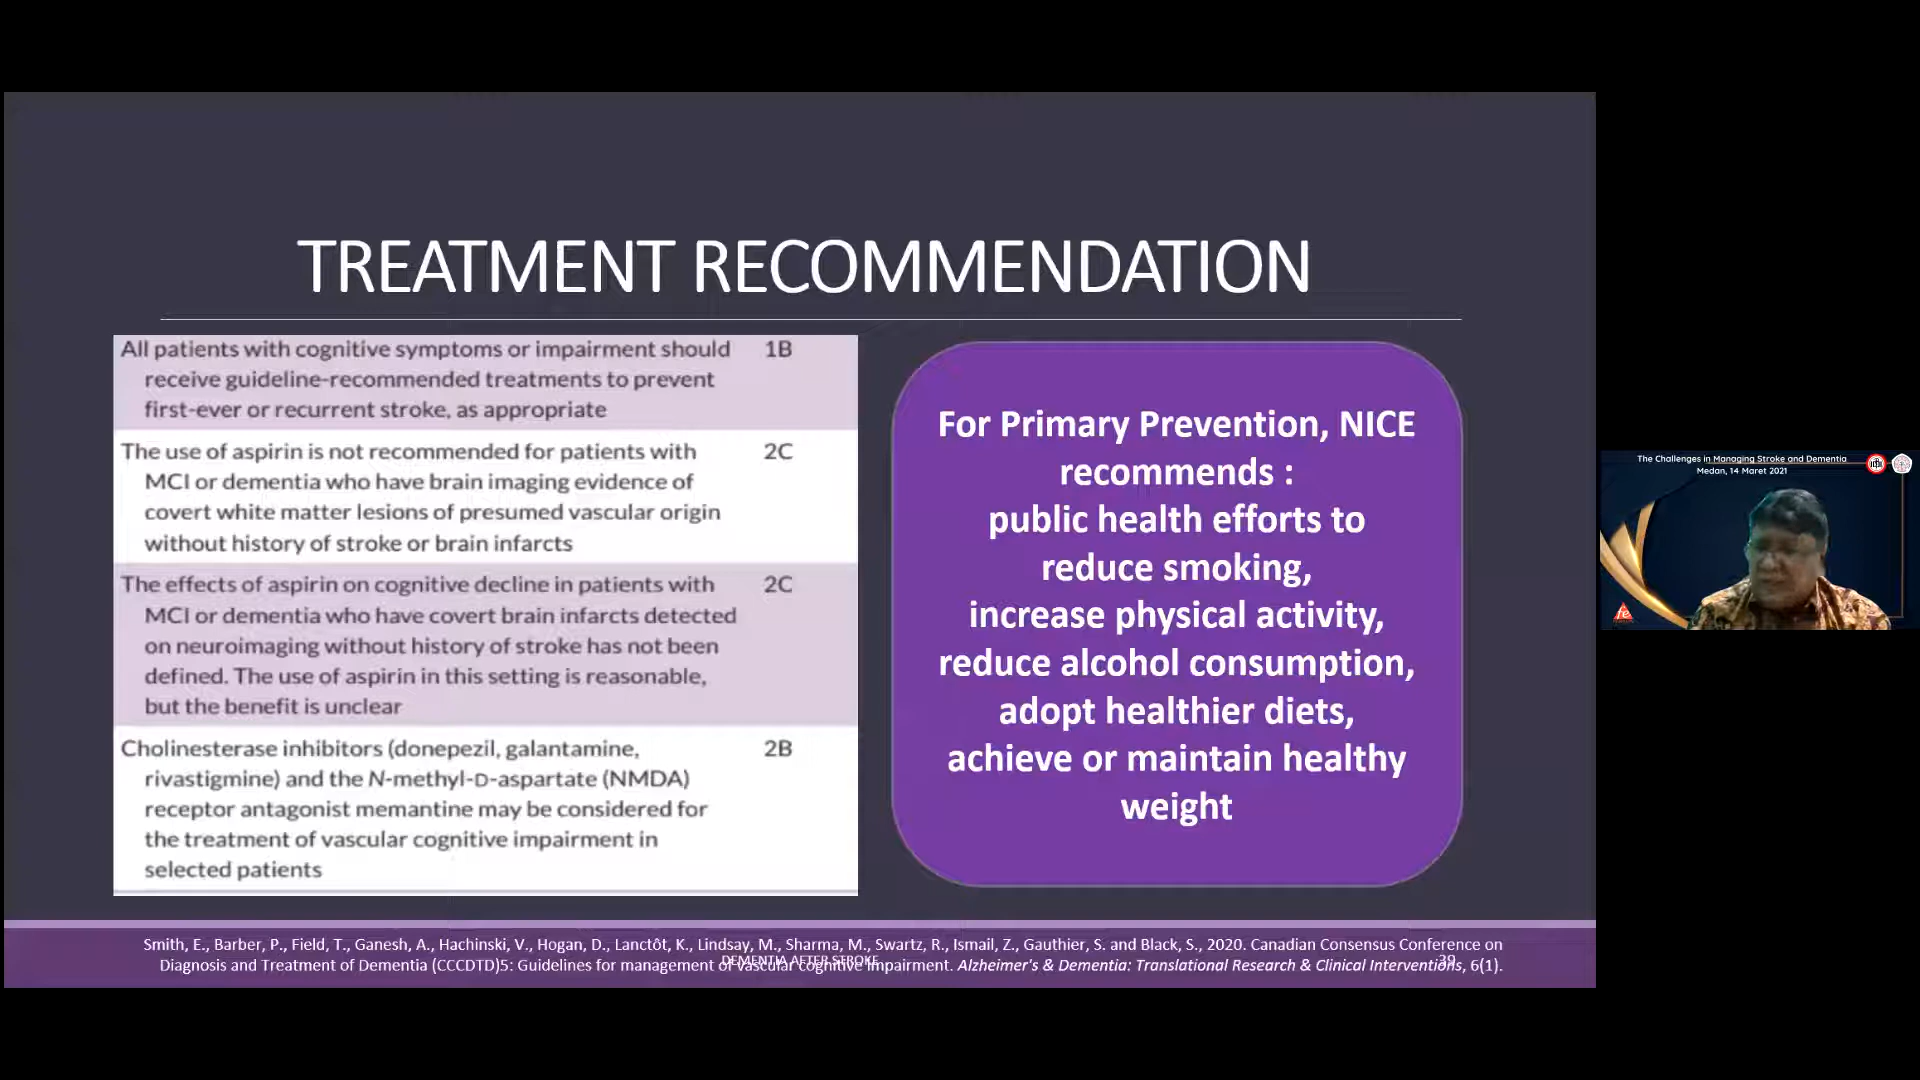 TREATMENT RECOMMENDATION
All patients with cognitive symptoms or impairment should 1B
receive guideline-recommended treatments to prevent
first-ever or recurrent stroke, as appropriate
The use of aspirin is not recommended for patients with 2C
MCI or dementia who have brain imaging evidence of
covert white matter lesions of presumed vascular origin
without history of stroke or brain infarcts
The effects of aspirin on cognitive decline in patients with 2C
MCI or dementia who have covert brain infarcts detected
on neuroimaging without history of stroke has not been
defined. The use of aspirin in this setting is reasonable,
but the benefit is unclear
Cholinesterase inhibitors (donepezil, galantamine, 2B
rivastigmine) and the N-methyl-D-aspartate (NMDA)
receptor antagonist memantine may be considered for
the treatment of vascular cognitive impairment in
selected patients
For Primary Prevention, NICE
recommends :
public health efforts to
reduce smoking,
increase physical activity,
reduce alcohol consumption,
adopt healthier diets,
achieve or maintain healthy
weight
Smith, E., Barber, P., Field, T., Ganesh, A., Hachinski, V., Hogan, D., Lanctôt, K., Lindsay, M., Sharma, M., Swartz, R., Ismail, Z., Gauthier, S. and Black, S., 2020. Canadian Consensus Conference on
Diagnosis and Treatment of Dementia (CCCDTD)5: Guidelines for management of vascular cognitive impairment. Alzheimer's & Dementia: Translational Research & Clinical Interventions, 6(1).
DEMENTIA AFTER STROKE
39
The Challenges in Managing Stroke and Dementia
Medan, 14 Maret 2021